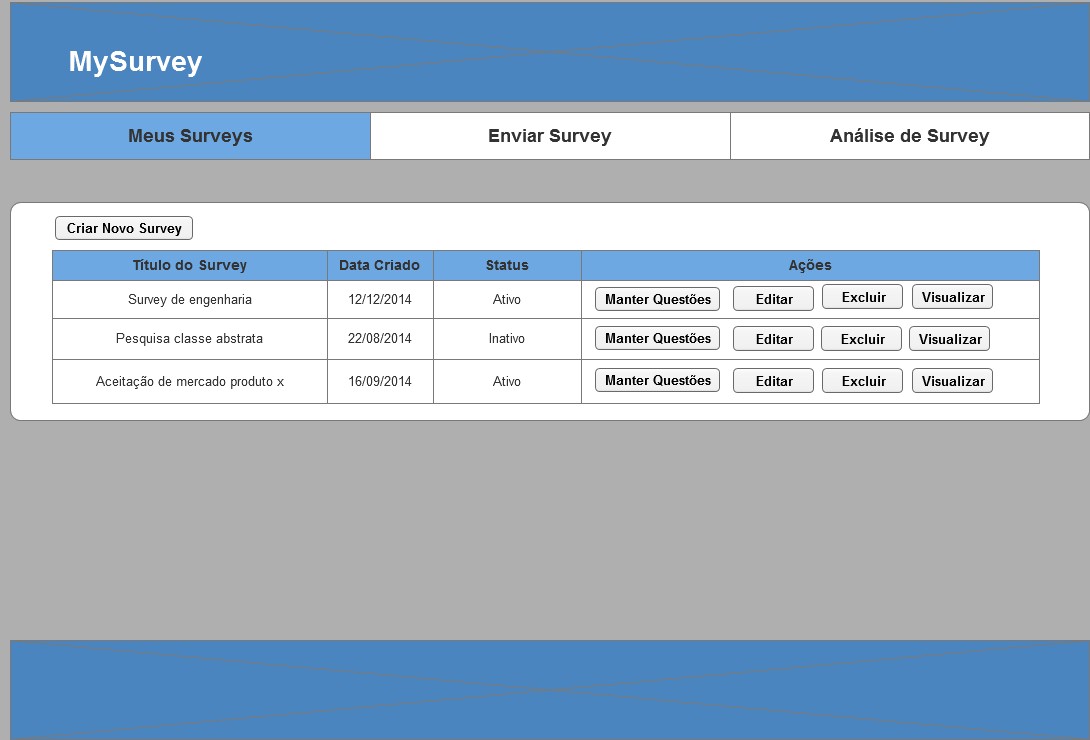 MySurvey
Meus Surveys Enviar Survey Análise de Survey
Criar Novo Survey
Título do Survey Data Criado Status Ações
Survey de engenharia 12/12/2014 Ativo Manter Questões Editar Excluir Visualizar
Pesquisa classe abstrata 22/08/2014 Inativo Manter Questões Editar Excluir Visualizar
Aceitação de mercado produto x 16/09/2014 Ativo Manter Questões Editar Excluir Visualizar